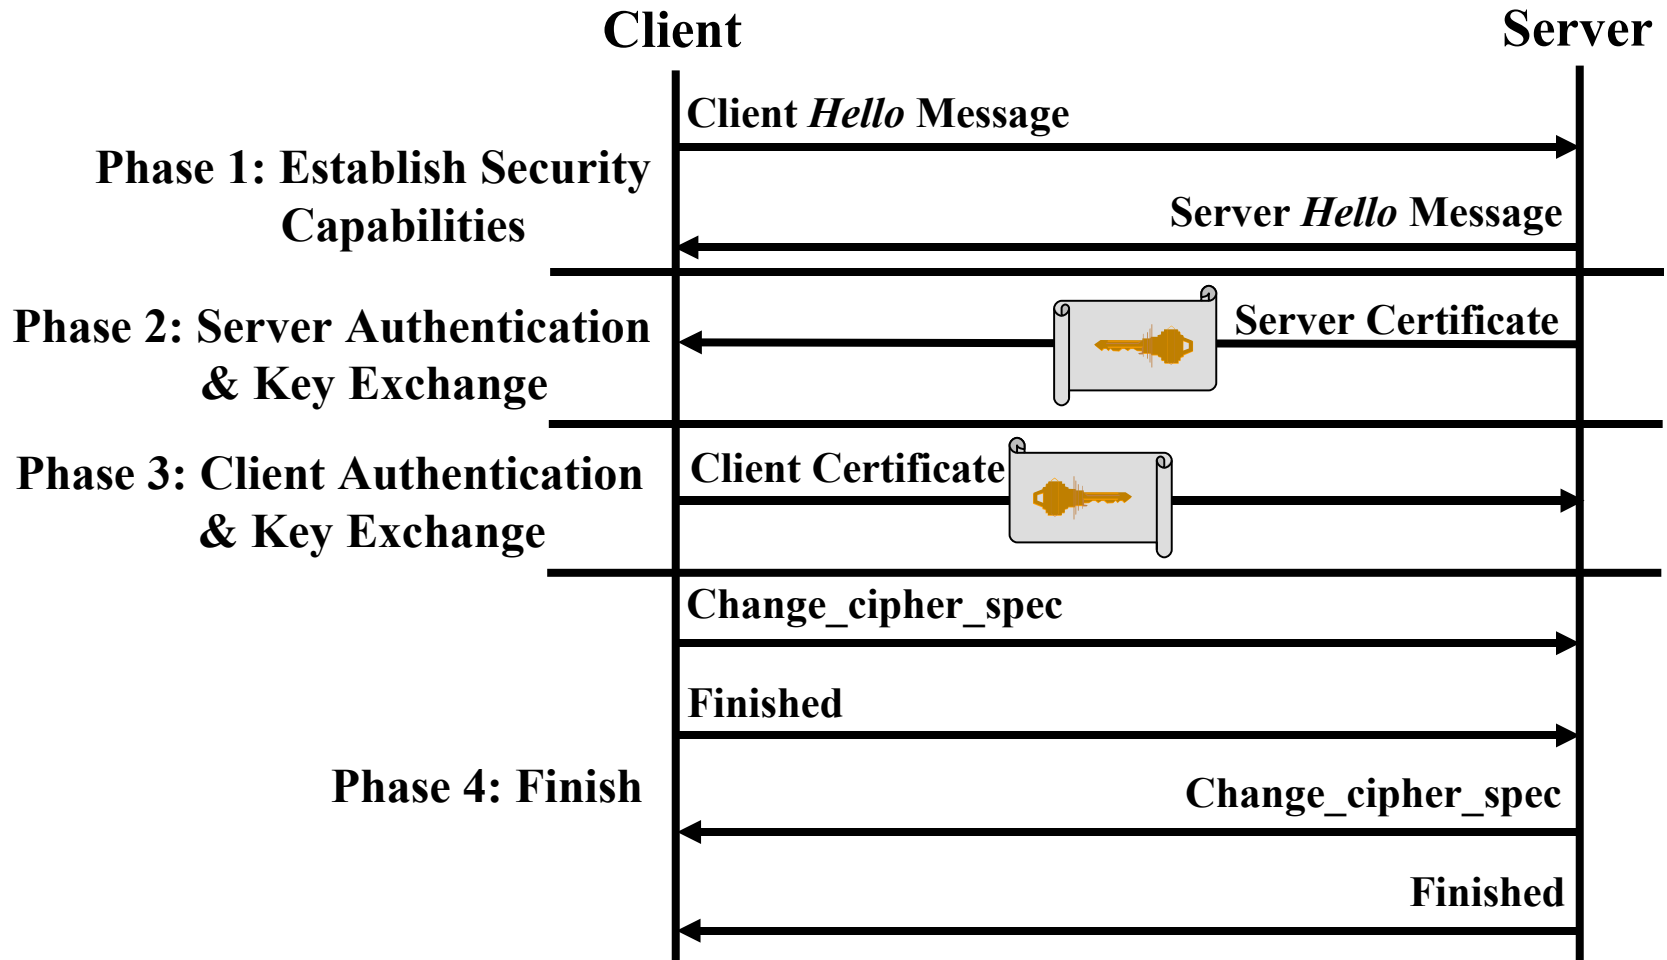 Client
Server
Client Hello Message
Phase 1: Establish Security
Capabilities
Server Hello Message
Phase 2: Server Authentication
& Key Exchange
Server Certificate
Phase 3: Client Authentication
& Key Exchange
Client Certificate
Change_cipher_spec
Finished
Phase 4: Finish
Change_cipher_spec
Finished